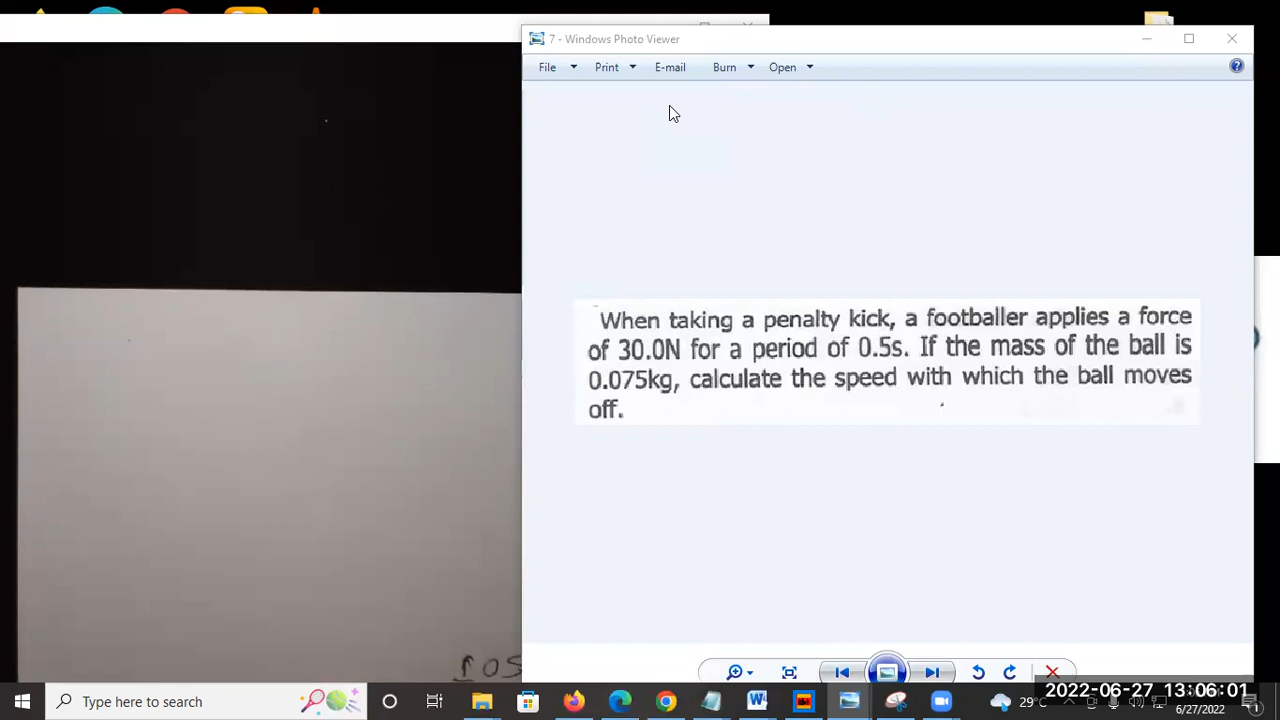 7 - Windows Photo Viewer
File Print E-mail Burn Open
When taking a penalty kick, a footballer applies a force
of 30.0N for a period of 0.5s. If the mass of the ball is
0.075kg, calculate the speed with which the ball moves
off.
Type here to search
29°C
2022-06-27 13:06:01
6/27/2022